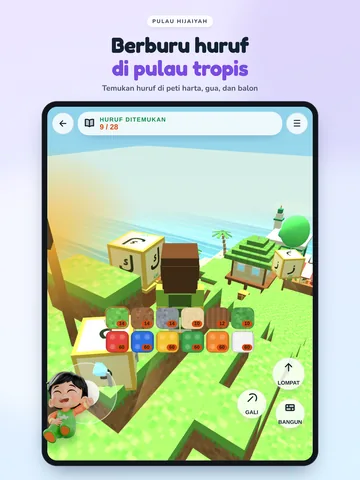 PULAU HIJAIYAH
Berburu huruf
di pulau tropis
Temukan huruf di peti harta, gua, dan balon
HURUF DITEMUKAN
9 / 28
LOMPAT
GALI
BANGUN